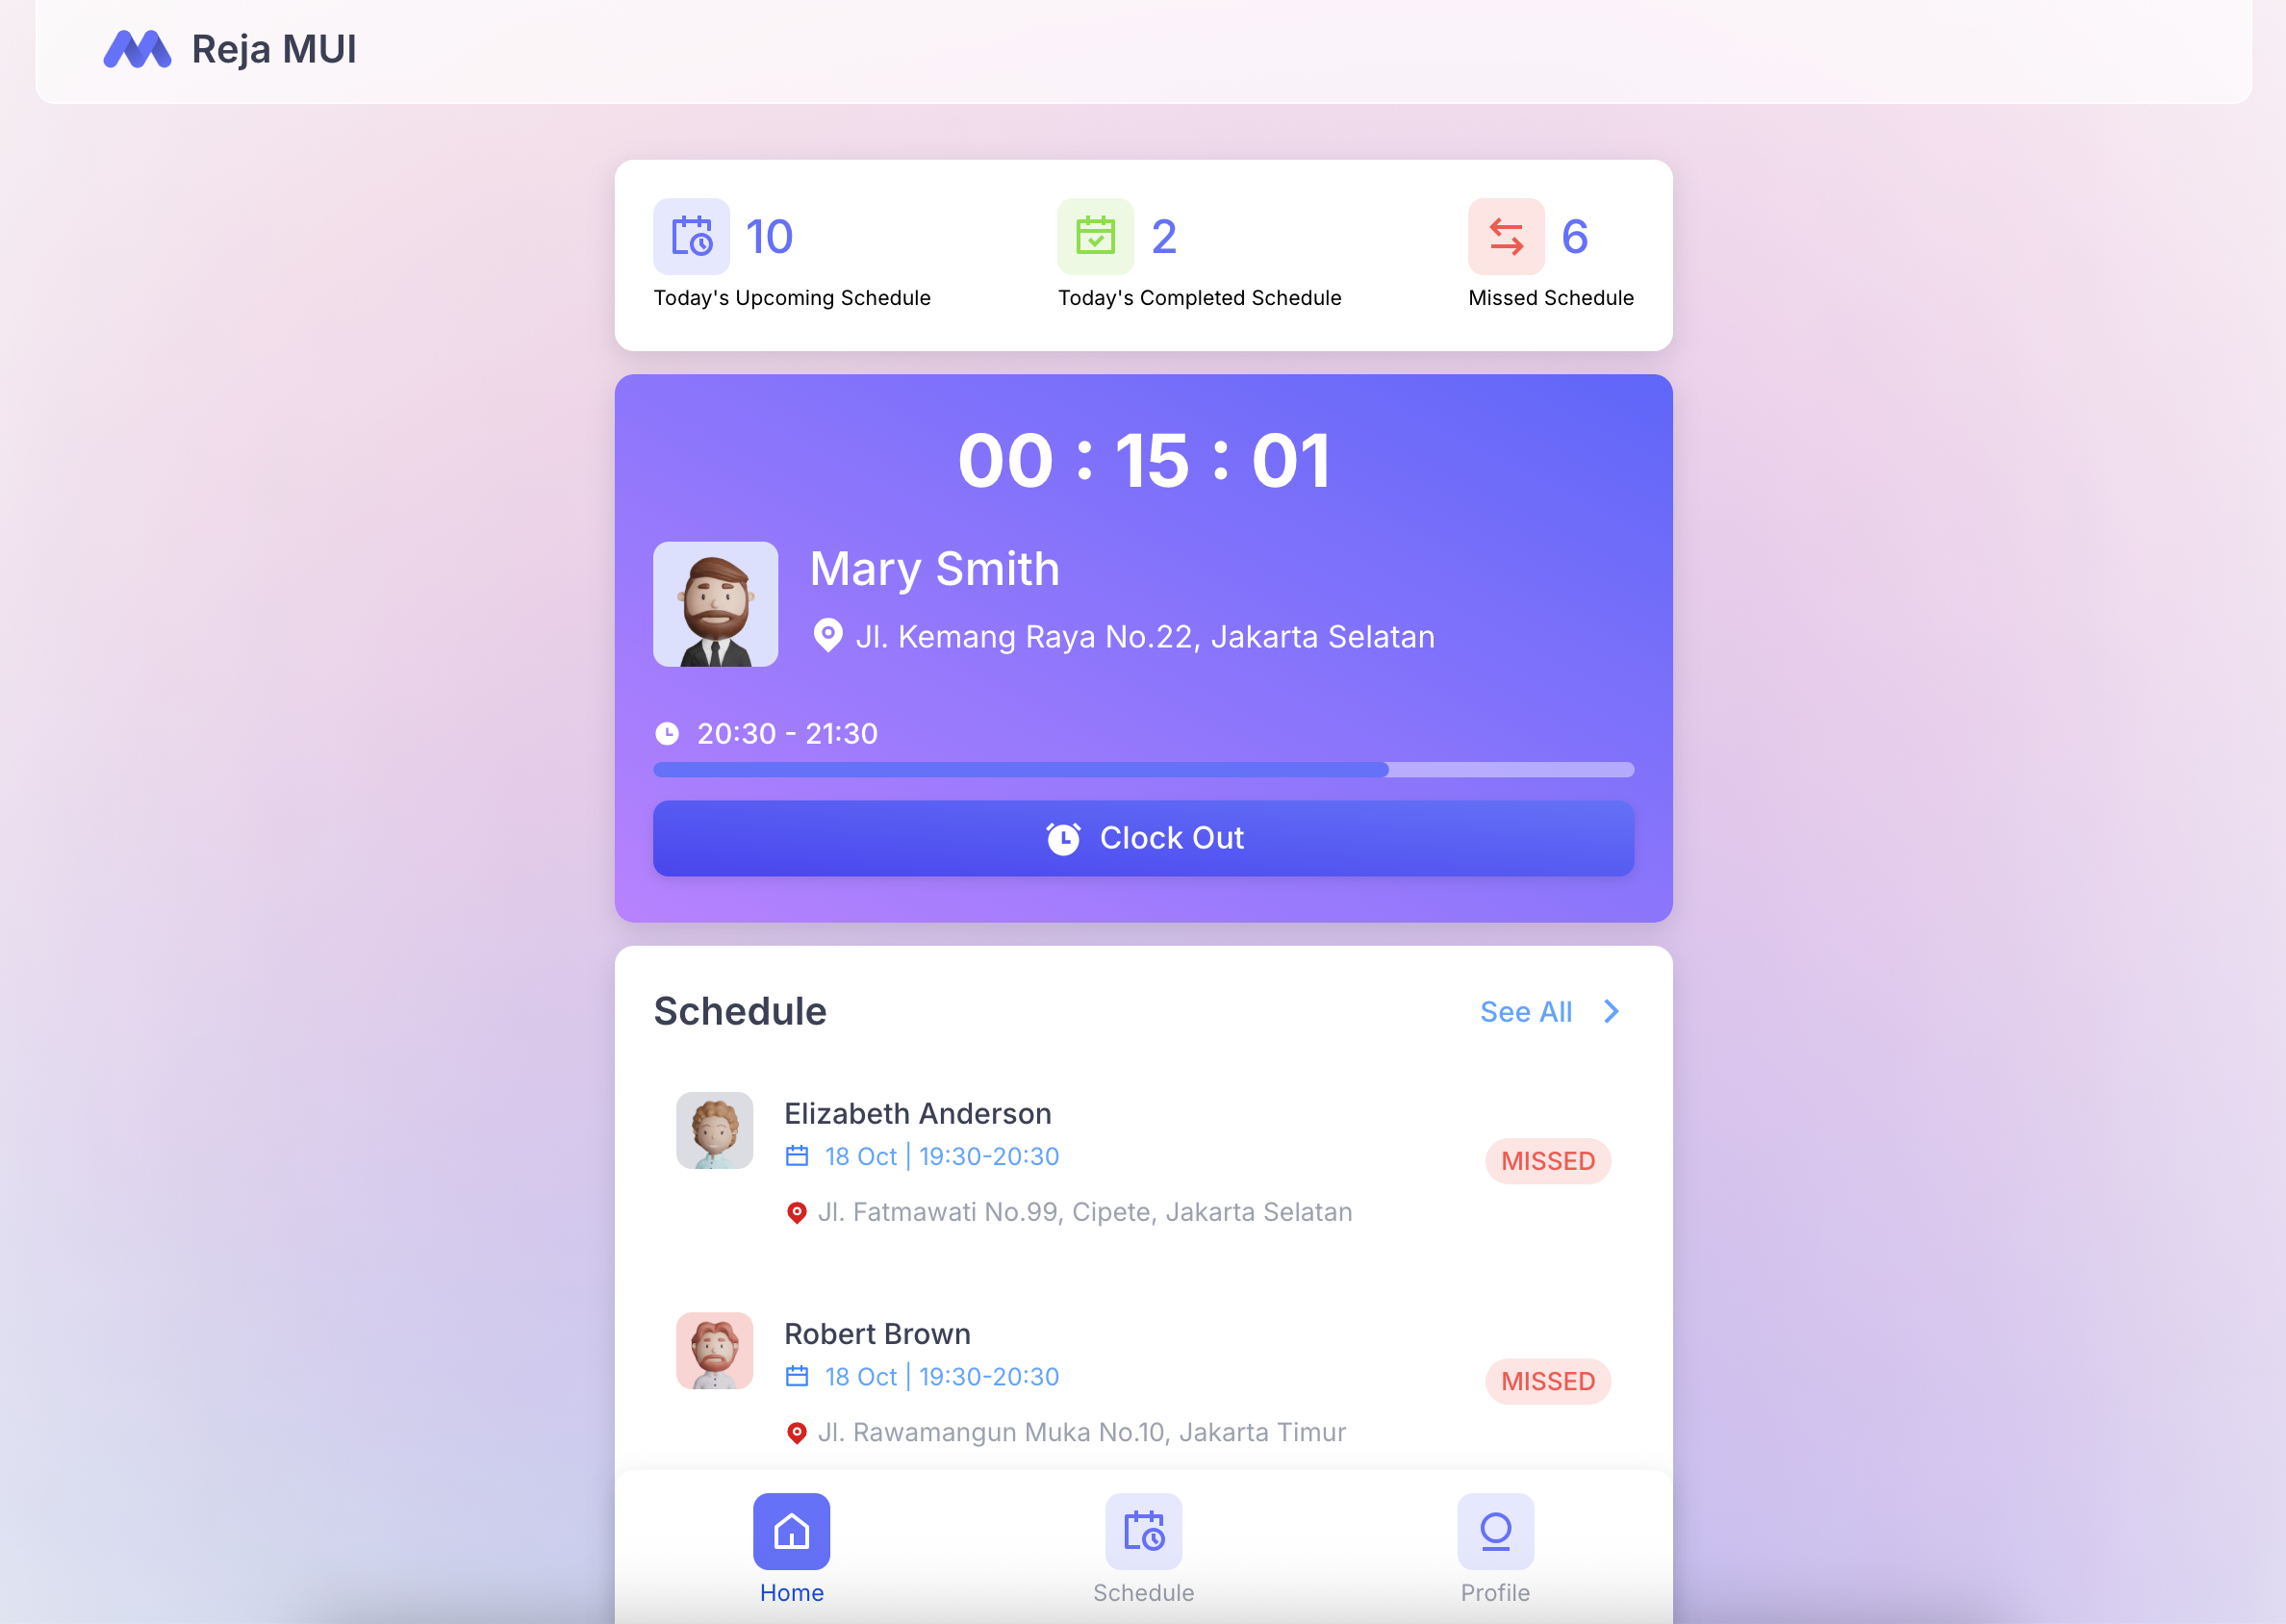 Reja MUI
10
Today's Upcoming Schedule
2
Today's Completed Schedule
6
Missed Schedule
00 : 15 : 01
Mary Smith
Jl. Kemang Raya No.22, Jakarta Selatan
20:30 - 21:30
Clock Out
Schedule
See All
Elizabeth Anderson
18 Oct | 19:30-20:30
MISSED
Jl. Fatmawati No.99, Cipete, Jakarta Selatan
Robert Brown
18 Oct | 19:30-20:30
MISSED
Jl. Rawamangun Muka No.10, Jakarta Timur
Home
Schedule
Profile